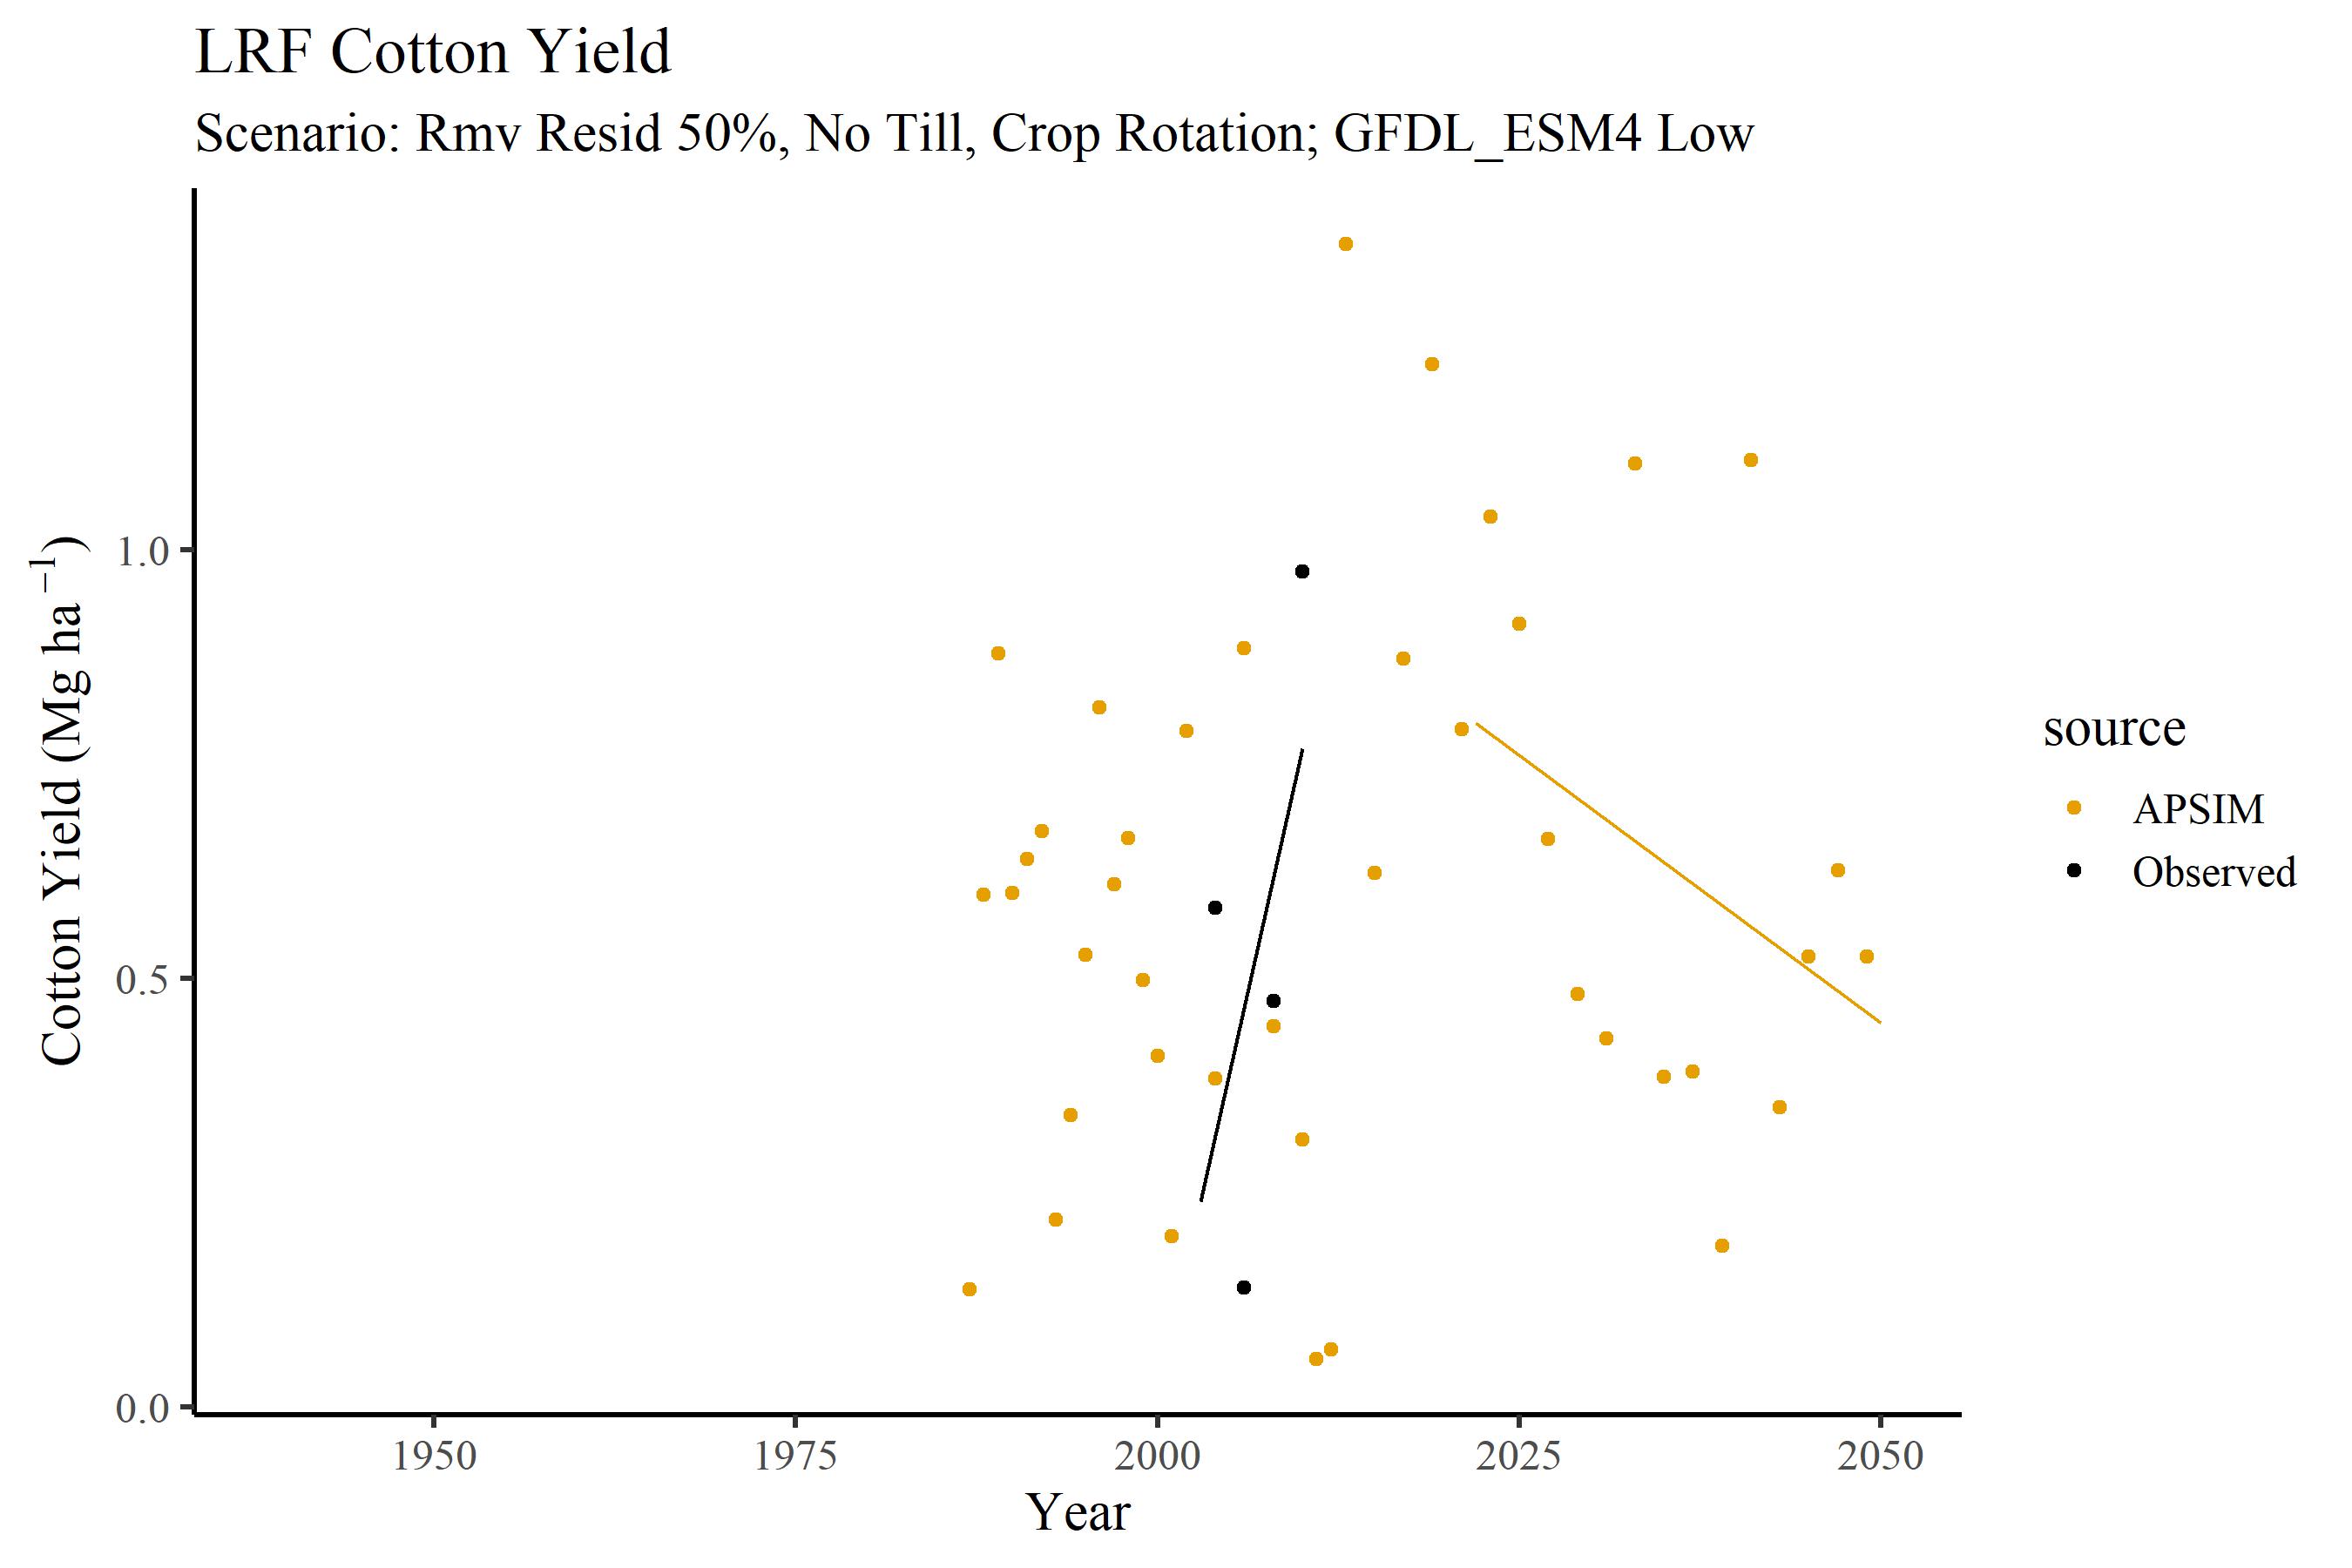 LRF Cotton Yield
Scenario: Rmv Resid 50%, No Till, Crop Rotation; GFDL_ESM4 Low
Cotton Yield (Mg ha⁻¹)
1.0
0.5
0.0
1950 1975 2000 2025 2050
Year
source
APSIM
Observed